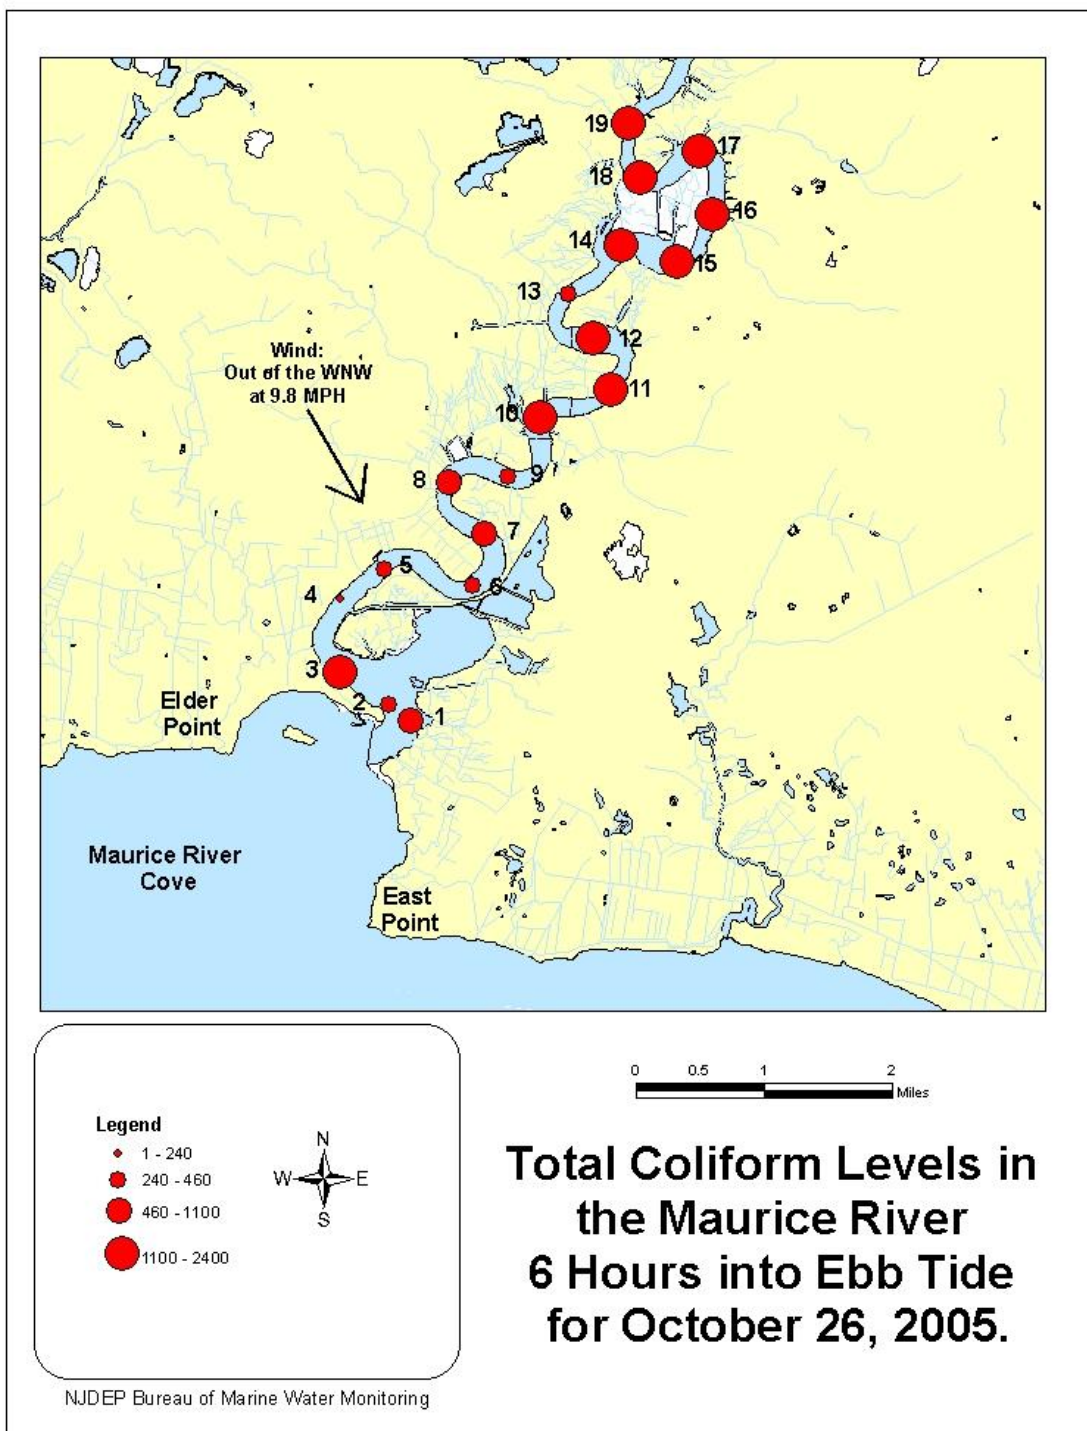 19
17
18
16
14
15
13
12
Wind:
Out of the WNW
at 9.8 MPH
11
10
8
9
7
5
6
4
3
2
1
Elder
Point
Maurice River
Cove
East
Point
0 0.5 1 2
Miles
Legend
1 - 240
240 - 460
460 - 1100
1100 - 2400
N
W E
S
Total Coliform Levels in
the Maurice River
6 Hours into Ebb Tide
for October 26, 2005.
NJDEP Bureau of Marine Water Monitoring